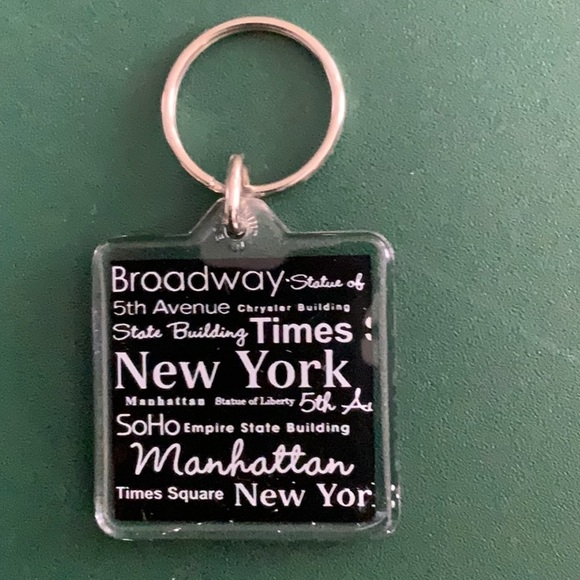 Broadway·Statue of
5th Avenue Chrysler Building
State Building Times S
New York
Manhattan Statue of Liberty 5th A
SoHo Empire State Building
Manhattan
Times Square New Yor